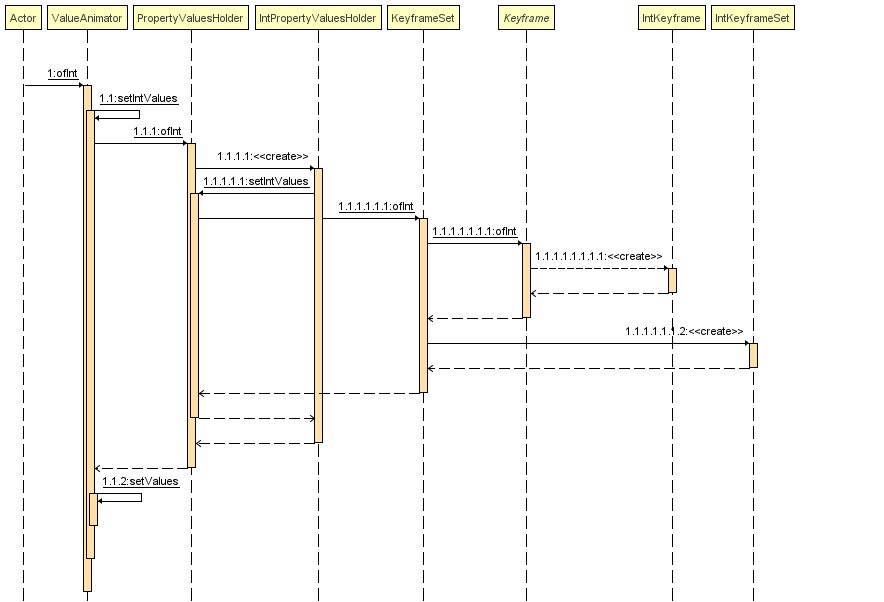 Actor ValueAnimator PropertyValuesHolder IntPropertyValuesHolder KeyframeSet Keyframe IntKeyframe IntKeyframeSet
1:ofInt
1.1:setIntValues
1.1.1:ofInt
1.1.1.1:<<create>>
1.1.1.1.1:setIntValues
1.1.1.1.1.1:ofInt
1.1.1.1.1.1.1:ofInt
1.1.1.1.1.1.1.1:<<create>>
1.1.1.1.1.1.2:<<create>>
1.1.2:setValues